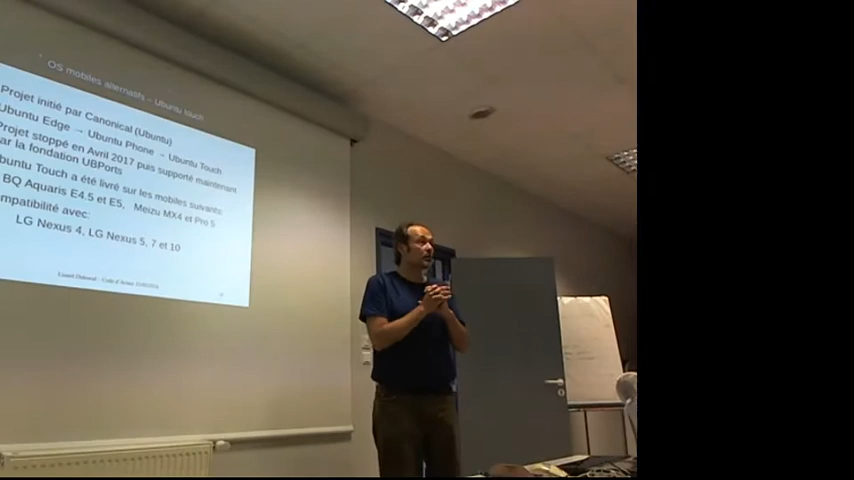 OS mobiles alternatifs – Ubuntu touch
Projet initié par Canonical (Ubuntu)
Ubuntu Edge → Ubuntu Phone → Ubuntu Touch
Projet stoppé en Avril 2017 puis supporté maintenant
ar la fondation UBPorts
buntu Touch a été livré sur les mobiles suivants
BQ Aquaris E4.5 et E5, Meizu MX4 et Pro 5
mpatibilité avec:
LG Nexus 4, LG Nexus 5, 7 et 10